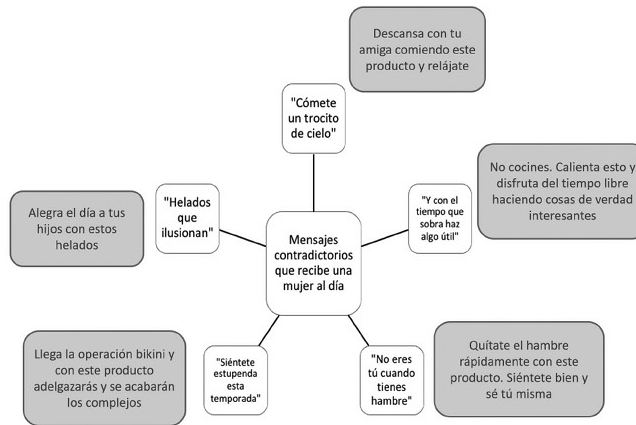 Descansa con tu
amiga comiendo este
producto y relájate
"Cómete
un trocito
de cielo"
No cocines. Calienta esto y
disfruta del tiempo libre
haciendo cosas de verdad
interesantes
"Y con el
tiempo que
sobra haz
algo útil"
"Helados
que
ilusionan"
Alegra el día a tus
hijos con estos
helados
Mensajes
contradictorios
que recibe una
mujer al día
Llega la operación bikini y
con este producto
adelgazarás y se acabarán
los complejos
"Siéntete
estupenda
esta
temporada"
"No eres
tú cuando
tienes
hambre"
Quítate el hambre
rápidamente con este
producto. Siéntete bien y
sé tú misma